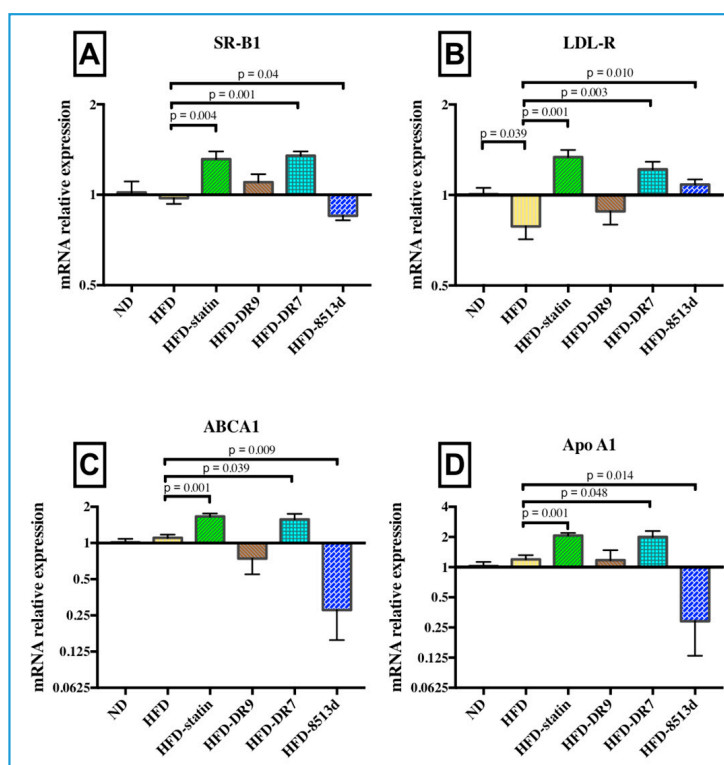 A
SR-B1
p = 0.04
p = 0.001
p = 0.004
mRNA relative expression
2
1
0.5
ND
HFD
HFD-statin
HFD-DR9
HFD-DR7
HFD-8513d
B
LDL-R
p = 0.010
p = 0.003
p = 0.001
p = 0.039
mRNA relative expression
2
1
0.5
ND
HFD
HFD-statin
HFD-DR9
HFD-DR7
HFD-8513d
C
ABCA1
p = 0.009
p = 0.039
p = 0.001
mRNA relative expression
2
1
0.5
0.25
0.125
0.0625
ND
HFD
HFD-statin
HFD-DR9
HFD-DR7
HFD-8513d
D
Apo A1
p = 0.014
p = 0.048
p = 0.001
mRNA relative expression
4
2
1
0.5
0.25
0.125
0.0625
ND
HFD
HFD-statin
HFD-DR9
HFD-DR7
HFD-8513d